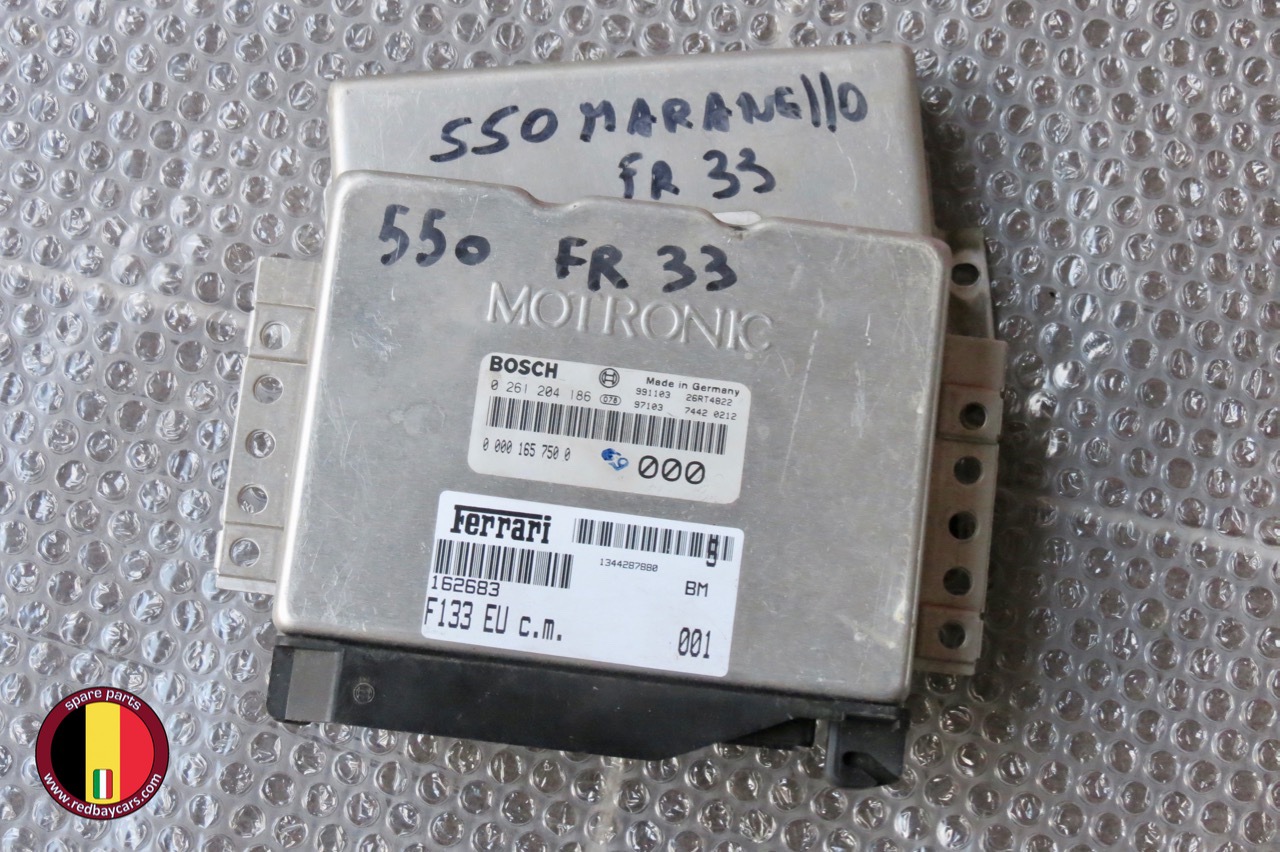 550 MARANEllO
FR 33
550 FR 33
MOTRONIC
BOSCH Made in Germany
0 261 204 186 078 991103 26RT4822
97103 7442 0212
0 000 165 750 0 000
Ferrari 5
1344287880
162683 BM
F133 EU c.m. 001
spare parts
www.redbaycars.com